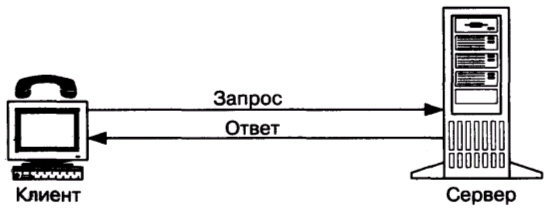 Запрос
Ответ
Клиент
Сервер